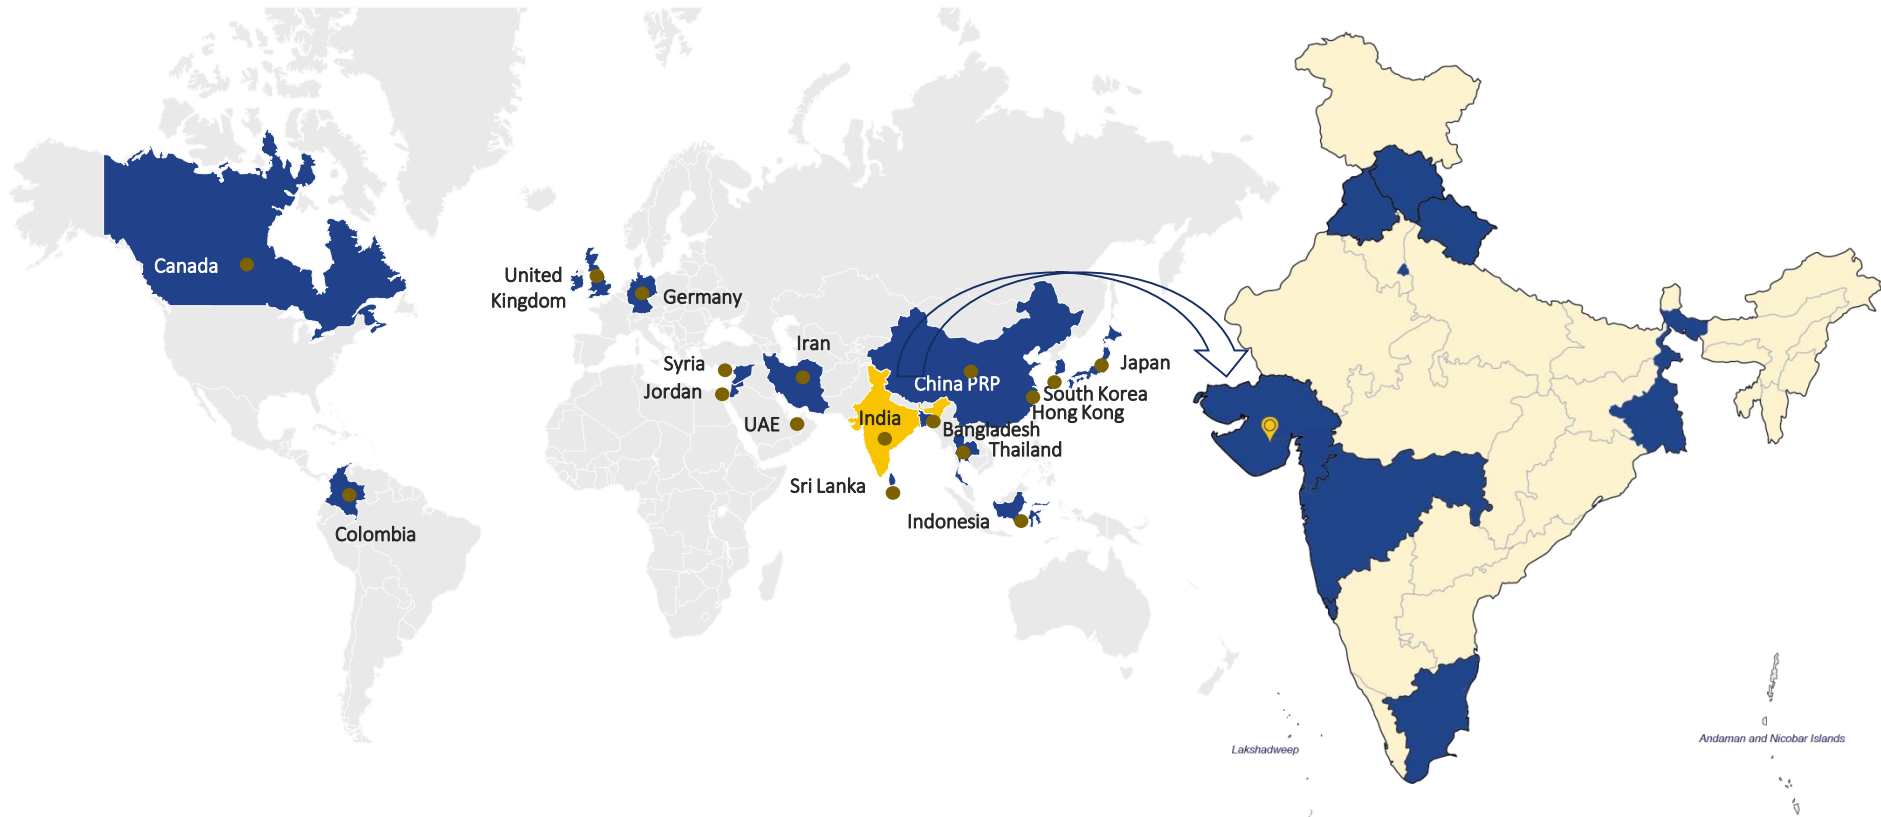 Canada
United
Kingdom
Germany
Iran
Syria
Jordan
UAE
India
China PRP
Japan
South Korea
Hong Kong
Bangladesh
Thailand
Sri Lanka
Indonesia
Colombia
Lakshadweep
Andaman and Nicobar Islands